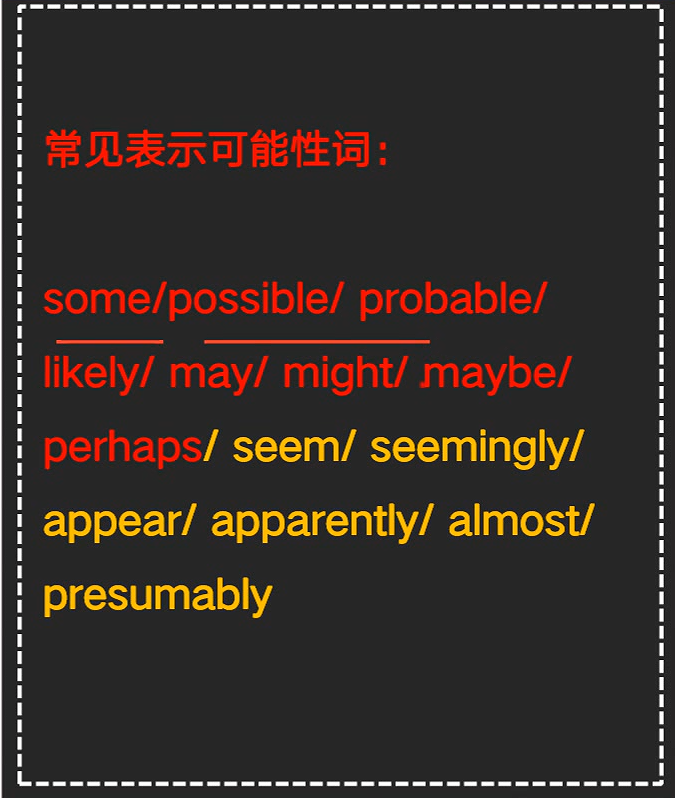 常见表示可能性词：
some/possible/ probable/
likely/ may/ might/ maybe/
perhaps/ seem/ seemingly/
appear/ apparently/ almost/
presumably